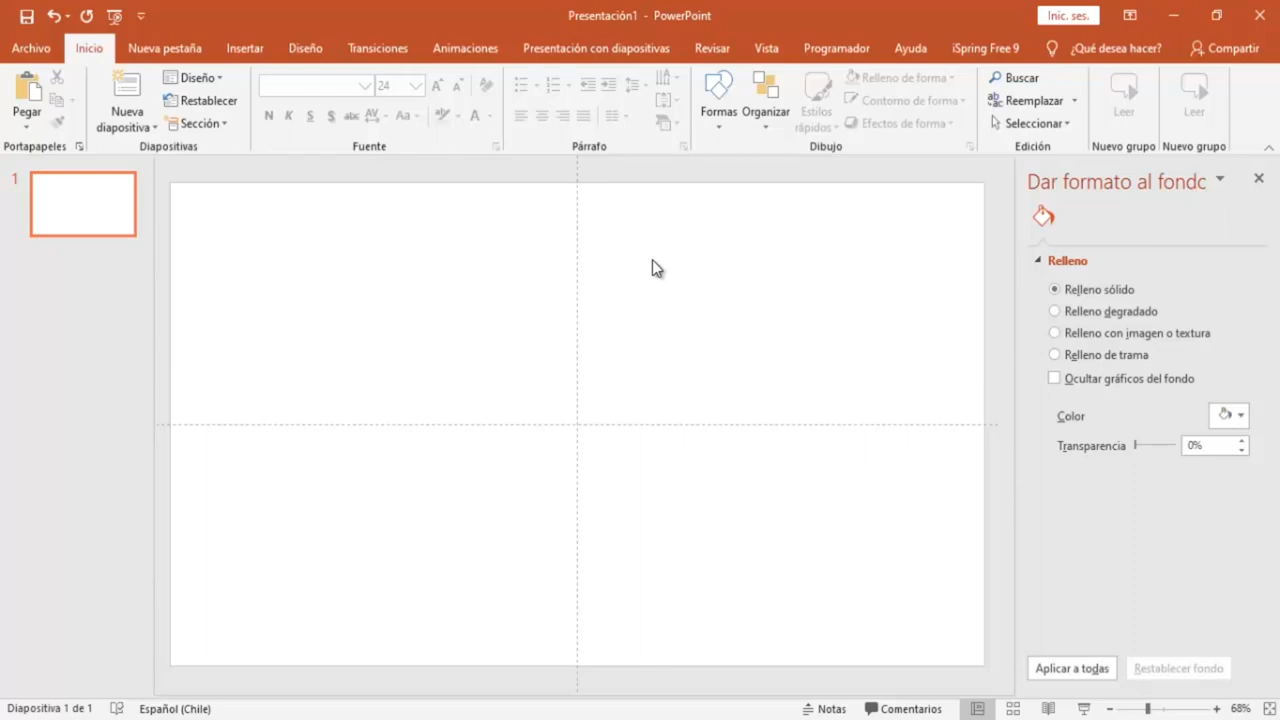 Presentación1 - PowerPoint
Inic. ses.
Archivo Inicio Nueva pestaña Insertar Diseño Transiciones Animaciones Presentación con diapositivas Revisar Vista Programador Ayuda iSpring Free 9 ¿Qué desea hacer? Compartir
Pegar
Nueva diapositiva
Diseño
Restablecer
Sección
24
N K S abc AV Aa A
Formas
Organizar
Estilos rápidos
Relleno de forma
Contorno de forma
Efectos de forma
Buscar
Reemplazar
Seleccionar
Leer
Leer
Portapapeles Diapositivas Fuente Párrafo Dibujo Edición Nuevo grupo Nuevo grupo
1
Dar formato al fondo
Relleno
Relleno sólido
Relleno degradado
Relleno con imagen o textura
Relleno de trama
Ocultar gráficos del fondo
Color
Transparencia 0%
Aplicar a todas Restablecer fondo
Diapositiva 1 de 1 Español (Chile) Notas Comentarios 68%